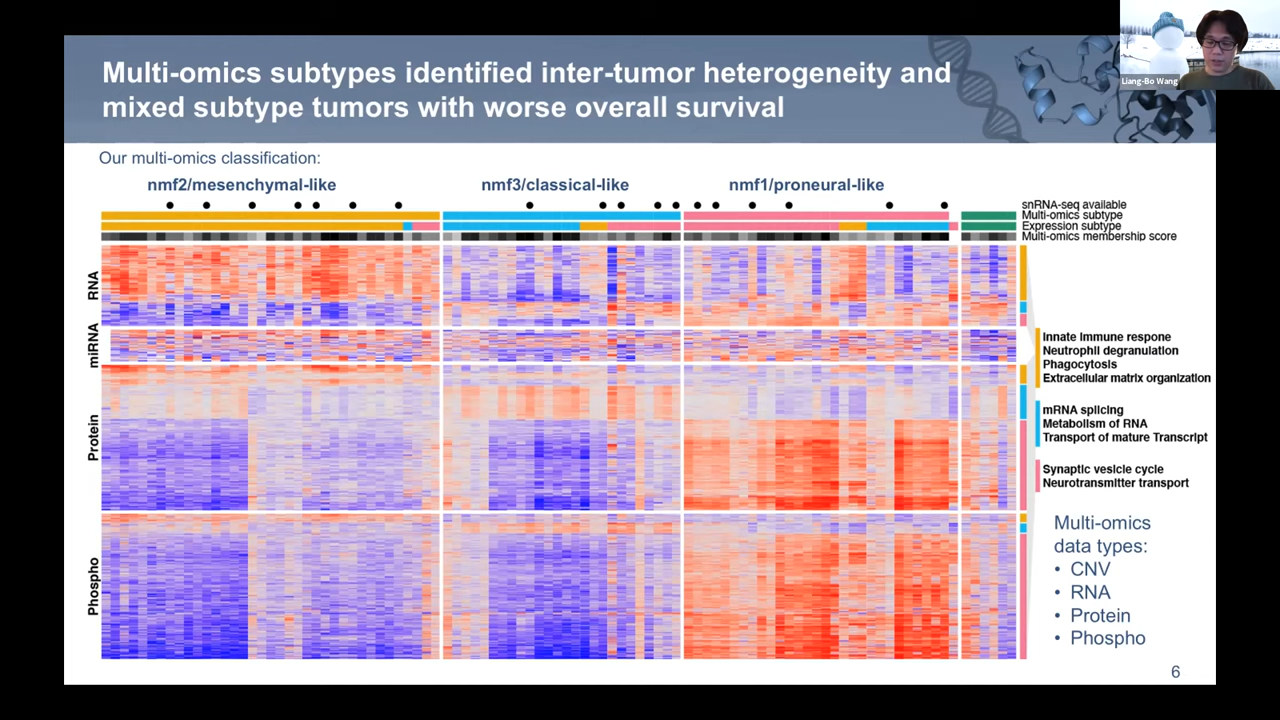 Multi-omics subtypes identified inter-tumor heterogeneity and
mixed subtype tumors with worse overall survival
Liang-Bo Wang
Our multi-omics classification:
nmf2/mesenchymal-like
nmf3/classical-like
nmf1/proneural-like
snRNA-seq available
Multi-omics subtype
Expression subtype
Multi-omics membership score
RNA
miRNA
Protein
Phospho
Innate immune respone
Neutrophil degranulation
Phagocytosis
Extracellular matrix organization
mRNA splicing
Metabolism of RNA
Transport of mature Transcript
Synaptic vesicle cycle
Neurotransmitter transport
Multi-omics
data types:
• CNV
• RNA
• Protein
• Phospho
6